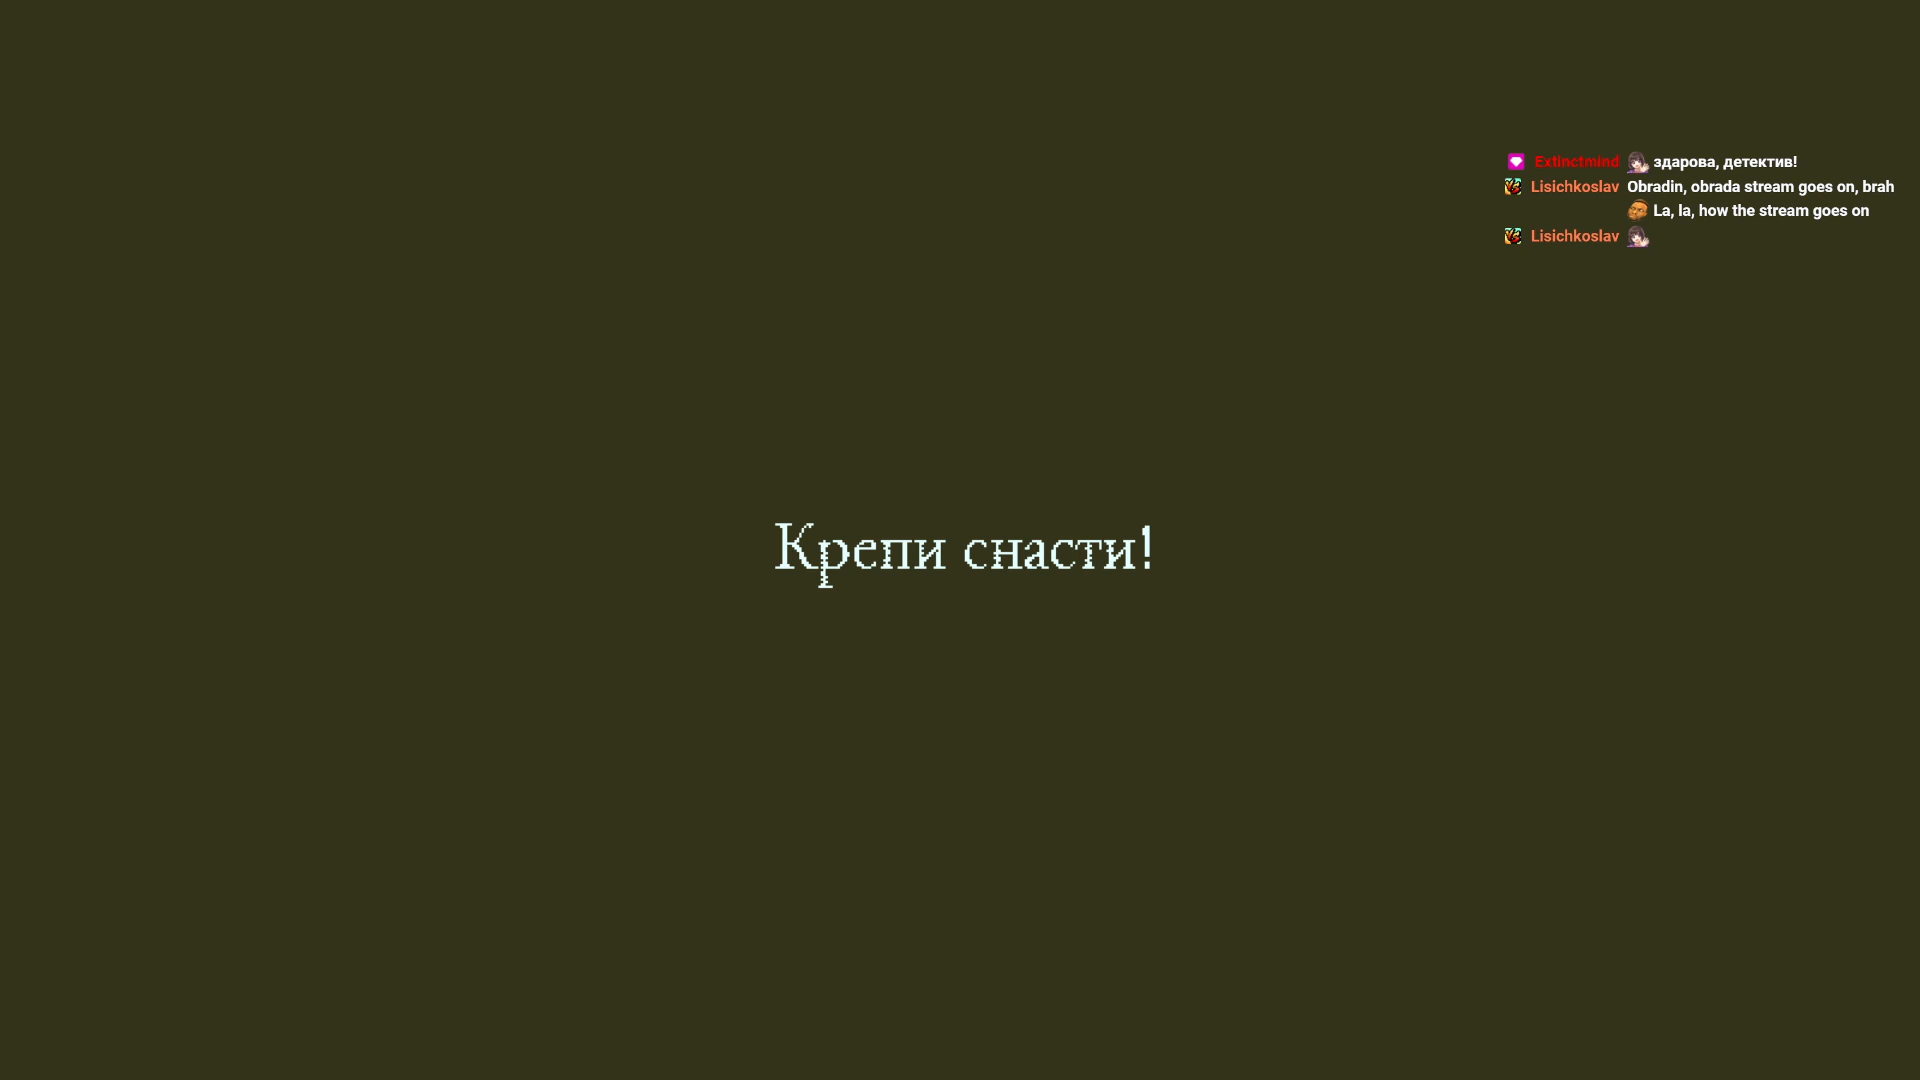 Extinctmind здарова, детектив!
Lisichkoslav Obradin, obrada stream goes on, brah
La, la, how the stream goes on
Lisichkoslav
Крепи снасти!